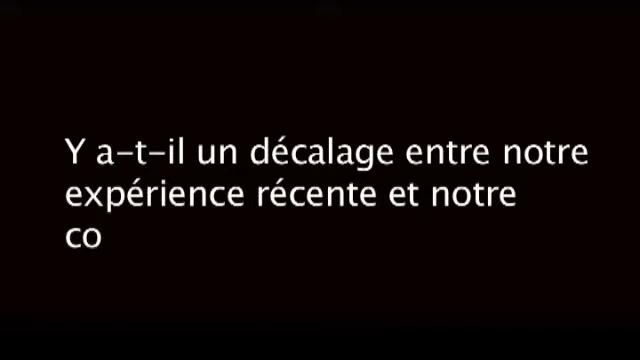 Y a-t-il un décalage entre notre
expérience récente et notre
co